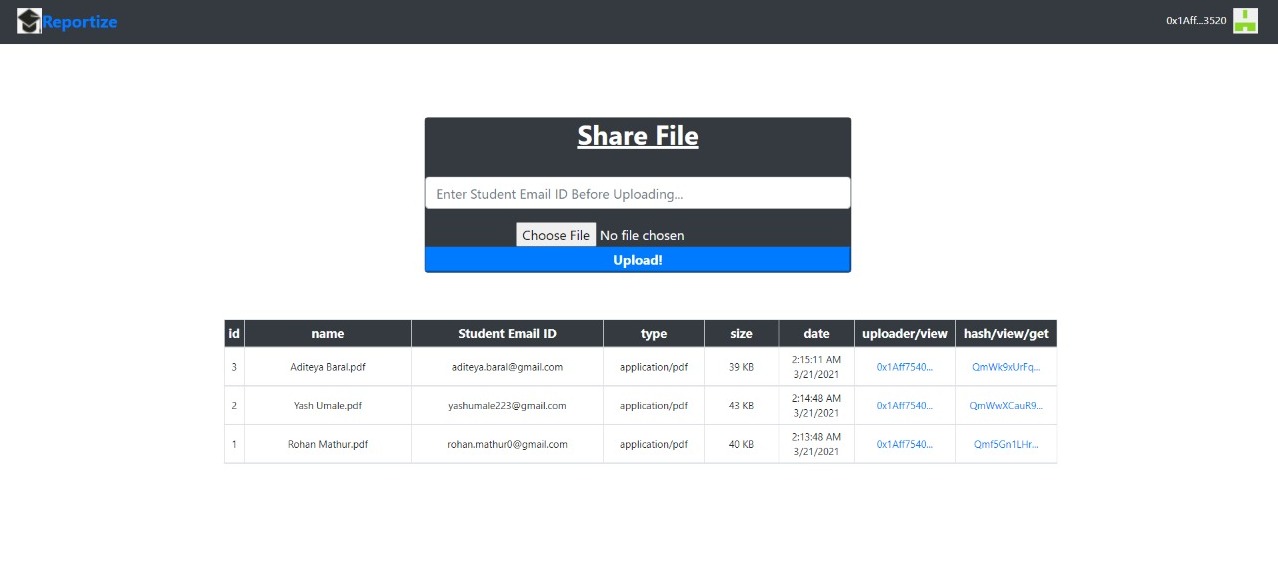 Reportize
0x1Aff...3520
Share File
Enter Student Email ID Before Uploading...
Choose File No file chosen
Upload!
id name Student Email ID type size date uploader/view hash/view/get
3 Aditeya Baral.pdf aditeya.baral@gmail.com application/pdf 39 KB 2:15:11 AM 0x1Aff7540... QmWk9xUrFq...
3/21/2021
2 Yash Umale.pdf yashumale223@gmail.com application/pdf 43 KB 2:14:48 AM 0x1Aff7540... QmWwXCauR9...
3/21/2021
1 Rohan Mathur.pdf rohan.mathur0@gmail.com application/pdf 40 KB 2:13:48 AM 0x1Aff7540... Qmf5Gn1LHr...
3/21/2021